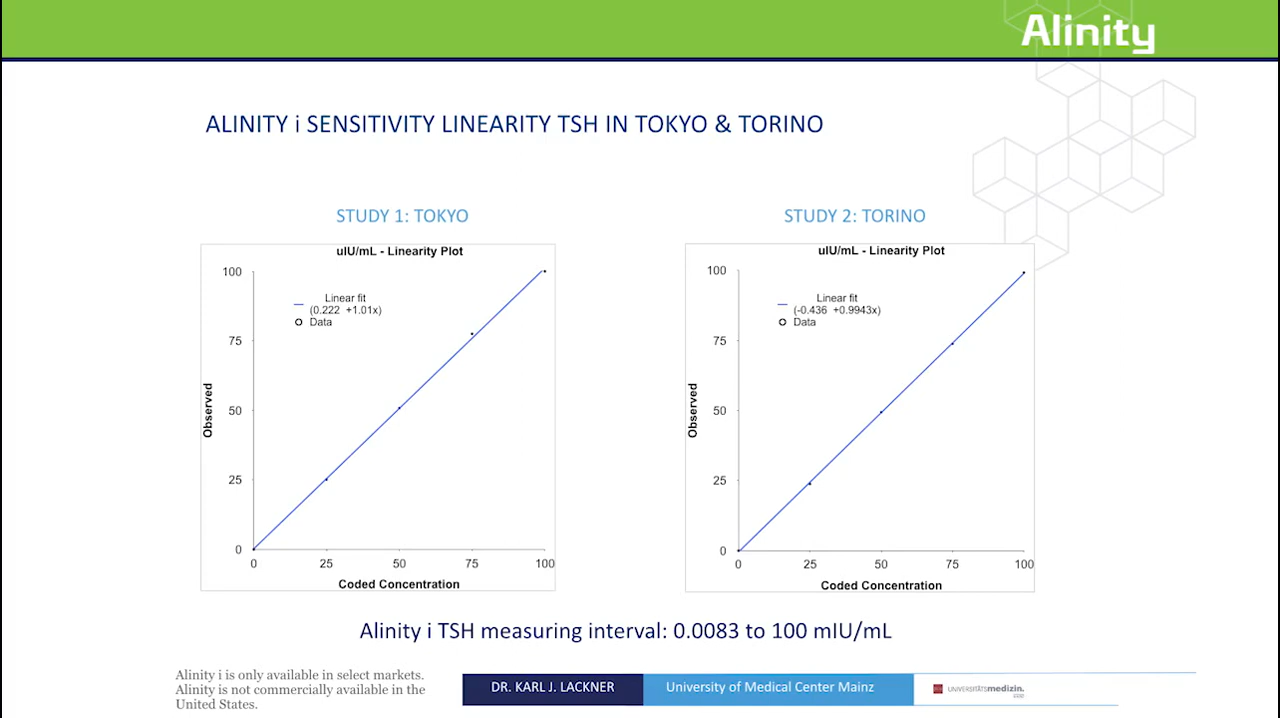 Alinity
ALINITY i SENSITIVITY LINEARITY TSH IN TOKYO & TORINO
STUDY 1: TOKYO
uIU/mL - Linearity Plot
Linear fit
(0.222 +1.01x)
Data
100
75
50
25
0
Observed
0 25 50 75 100
Coded Concentration
STUDY 2: TORINO
uIU/mL - Linearity Plot
Linear fit
(-0.436 +0.9943x)
Data
100
75
50
25
0
Observed
0 25 50 75 100
Coded Concentration
Alinity i TSH measuring interval: 0.0083 to 100 mIU/mL
Alinity i is only available in select markets.
Alinity is not commercially available in the
United States.
DR. KARL J. LACKNER
University of Medical Center Mainz
UNIVERSITÄTSmedizin.